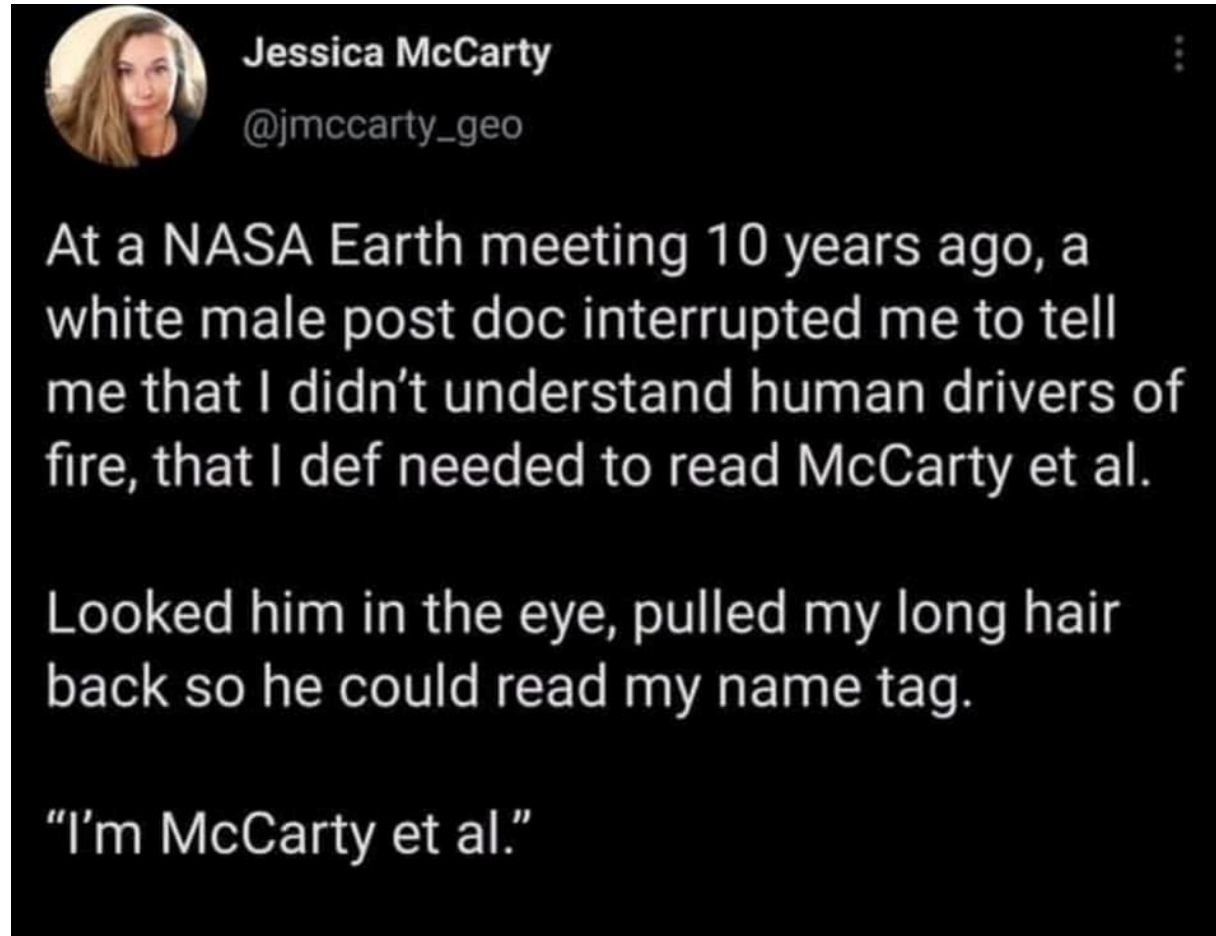 Jessica McCarty
@jmccarty_geo
At a NASA Earth meeting 10 years ago, a
white male post doc interrupted me to tell
me that I didn’t understand human drivers of
fire, that I def needed to read McCarty et al.
Looked him in the eye, pulled my long hair
back so he could read my name tag.
“I’m McCarty et al.”